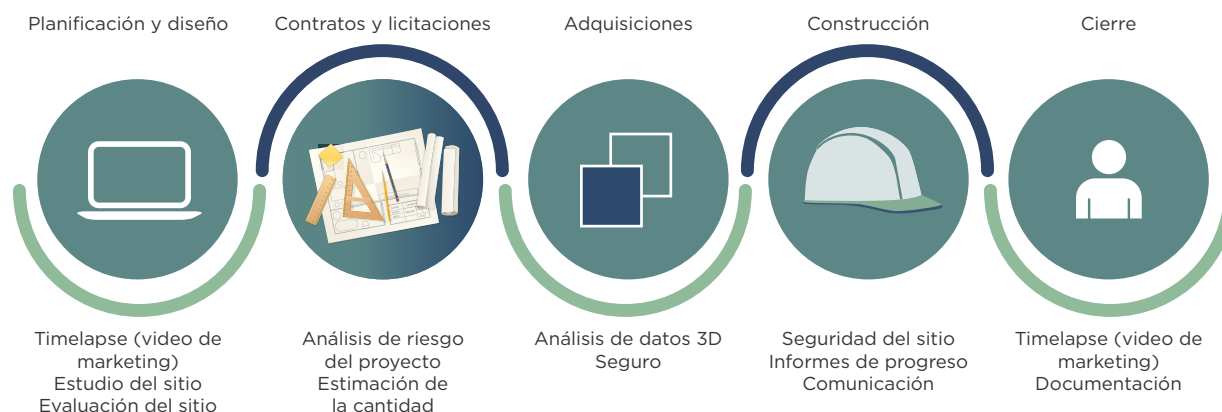 Planificación y diseño
Contratos y licitaciones
Adquisiciones
Construcción
Cierre
Timelapse (video de
marketing)
Estudio del sitio
Evaluación del sitio
Análisis de riesgo
del proyecto
Estimación de
la cantidad
Análisis de datos 3D
Seguro
Seguridad del sitio
Informes de progreso
Comunicación
Timelapse (video de
marketing)
Documentación